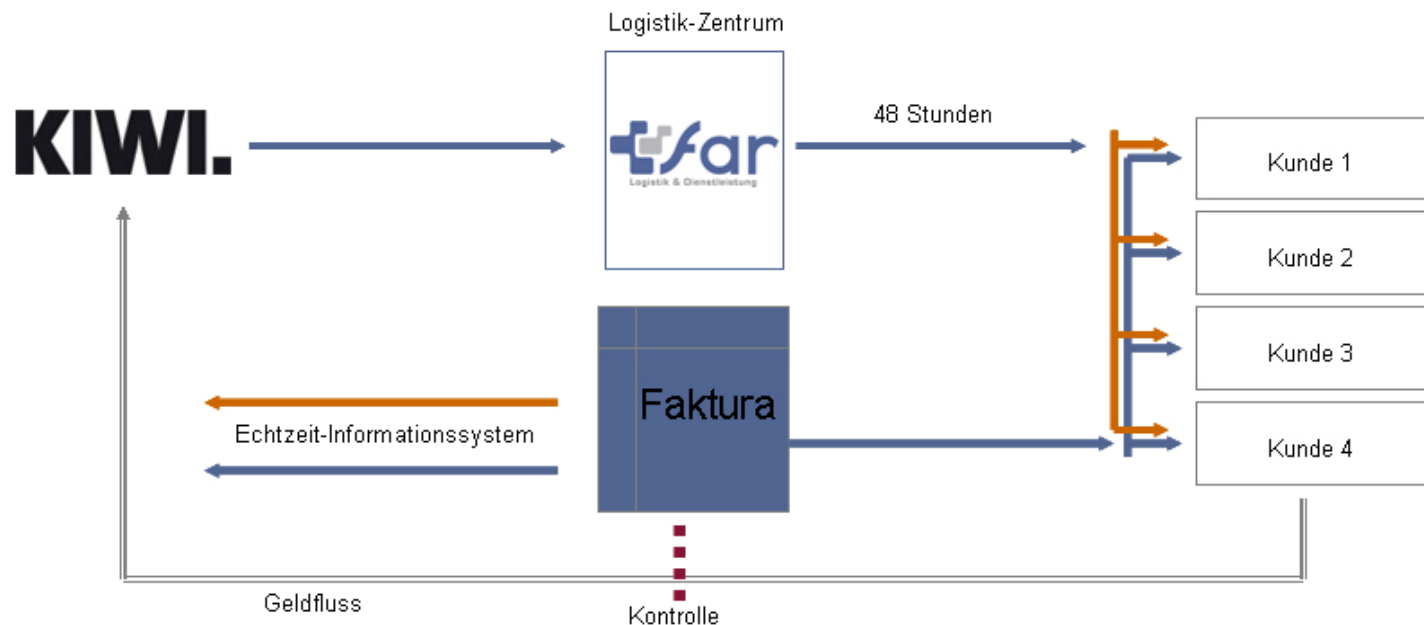 Logistik-Zentrum
KIWI.
far
Logistik & Dienstleistung
48 Stunden
Kunde 1
Kunde 2
Kunde 3
Kunde 4
Faktura
Echtzeit-Informationssystem
Geldfluss
Kontrolle